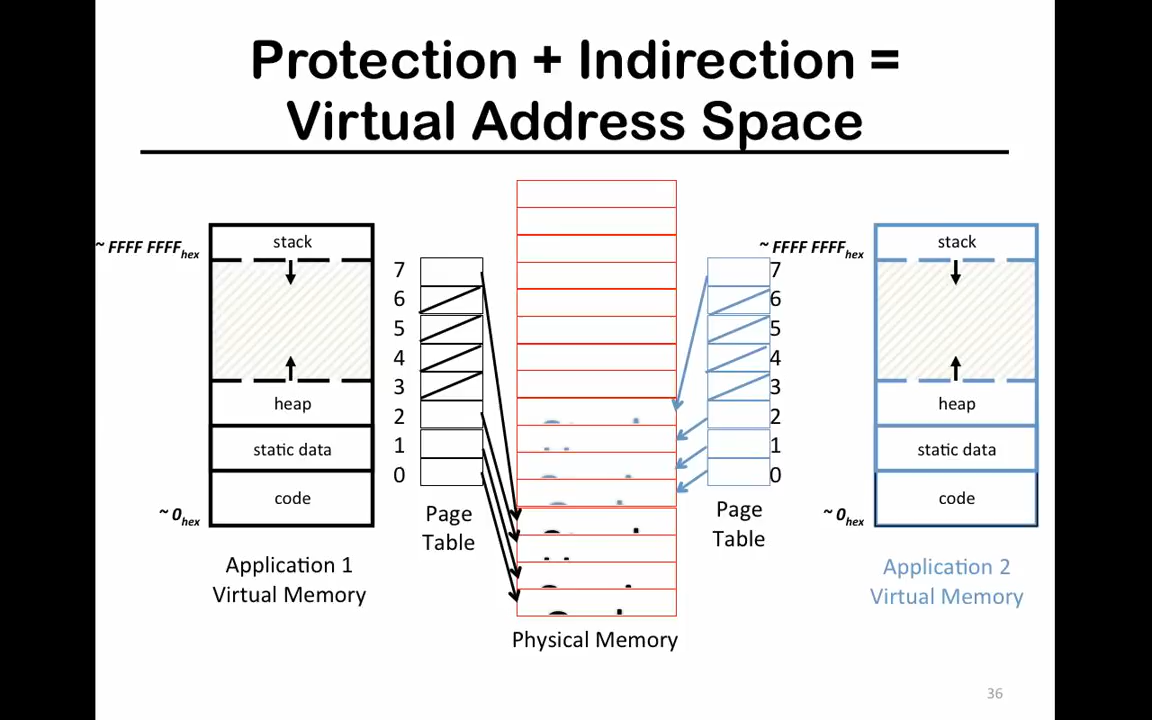 Protection + Indirection =
Virtual Address Space
~ FFFF FFFFhex
stack
heap
static data
code
~ 0hex
Application 1
Virtual Memory
7
6
5
4
3
2
1
0
Page
Table
Physical Memory
7
6
5
4
3
2
1
0
Page
Table
~ FFFF FFFFhex
stack
heap
static data
code
~ 0hex
Application 2
Virtual Memory
36